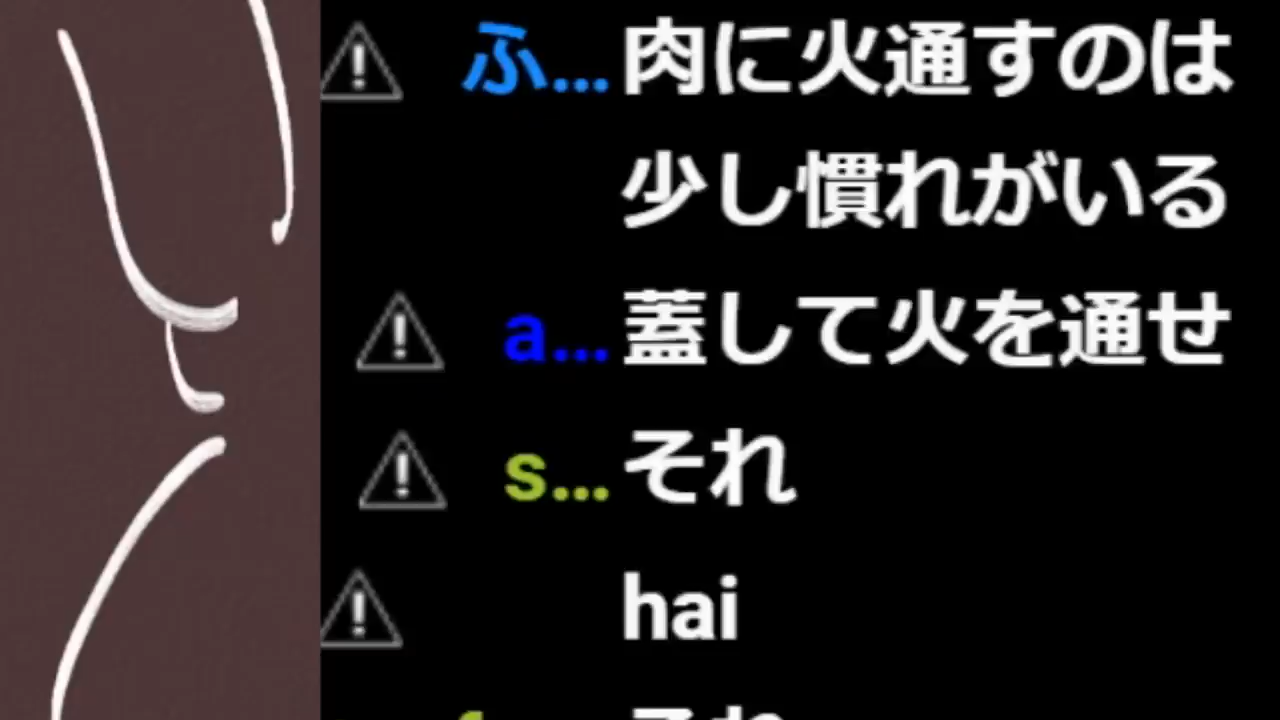 ふ… 肉に火通すのは
少し慣れがいる
a… 蓋して火を通せ
s… それ
hai